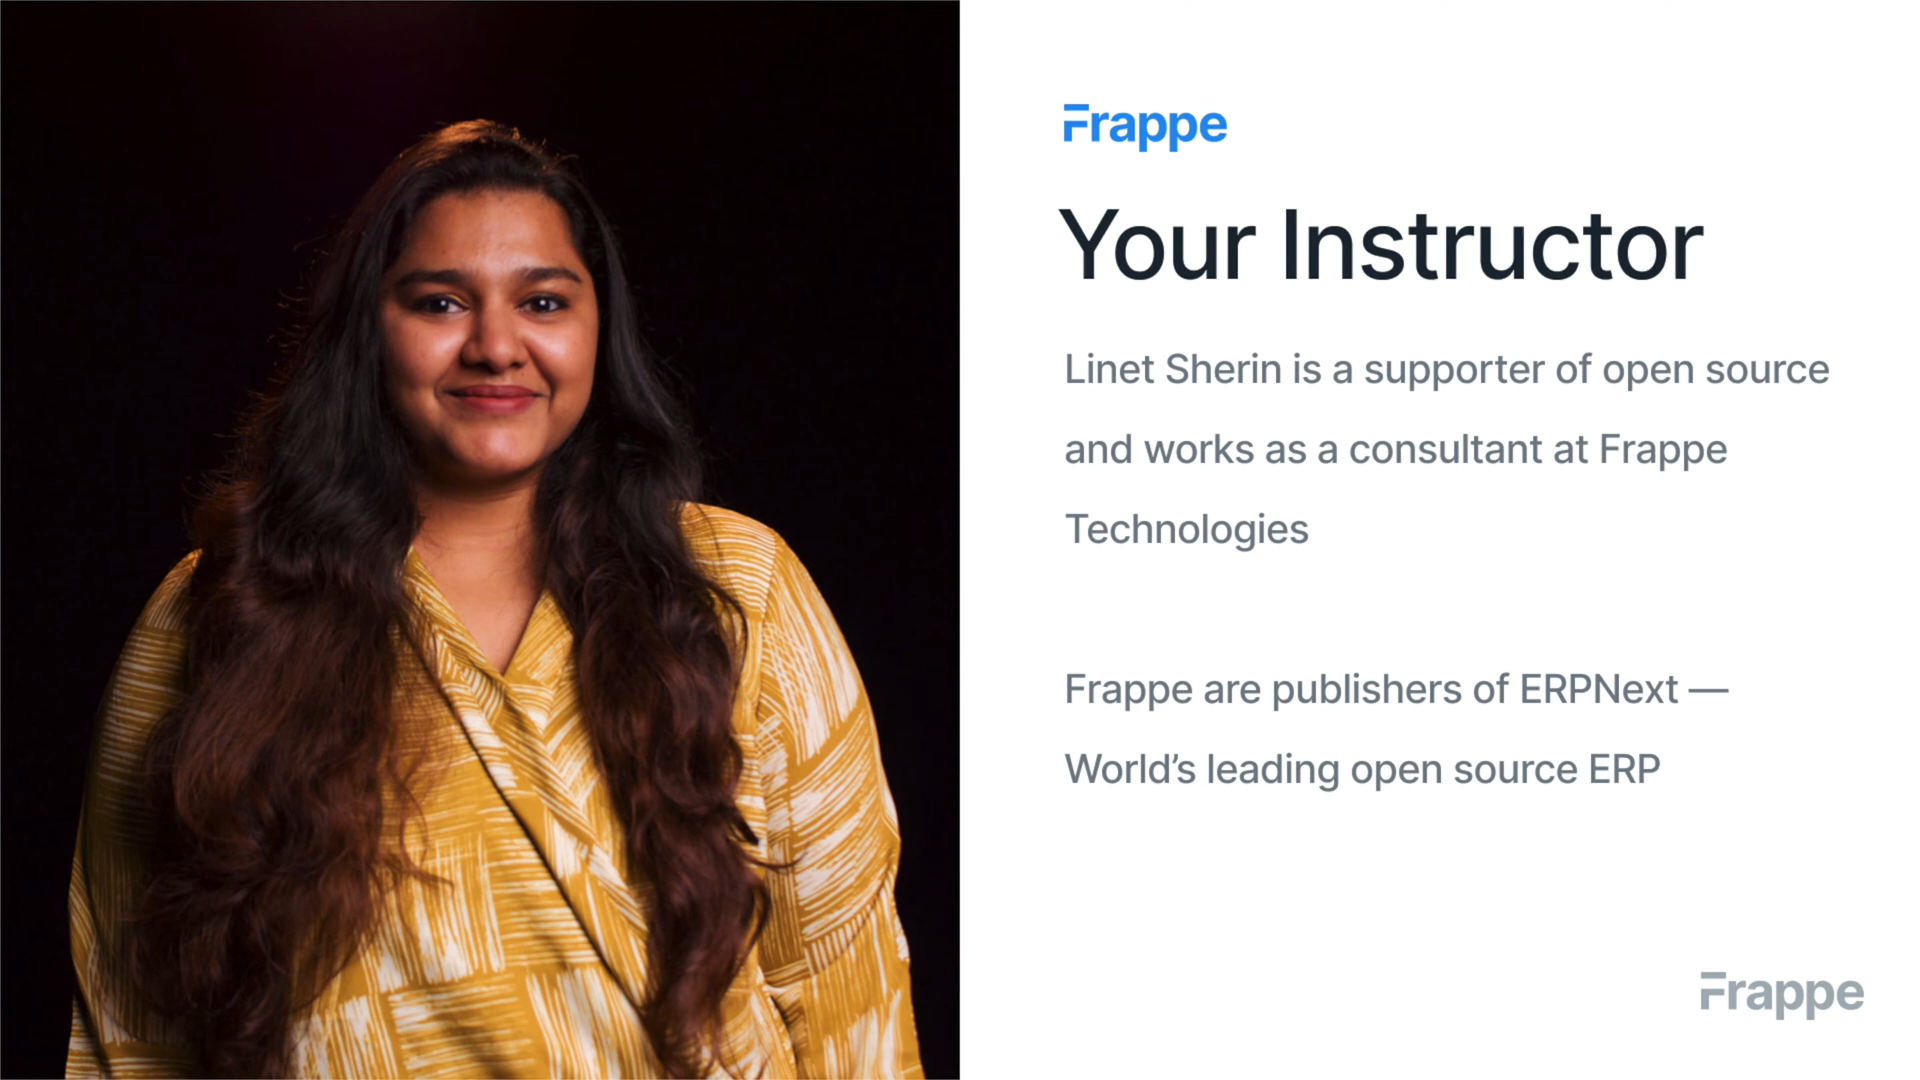 Frappe
Your Instructor
Linet Sherin is a supporter of open source
and works as a consultant at Frappe
Technologies
Frappe are publishers of ERPNext —
World’s leading open source ERP
Frappe